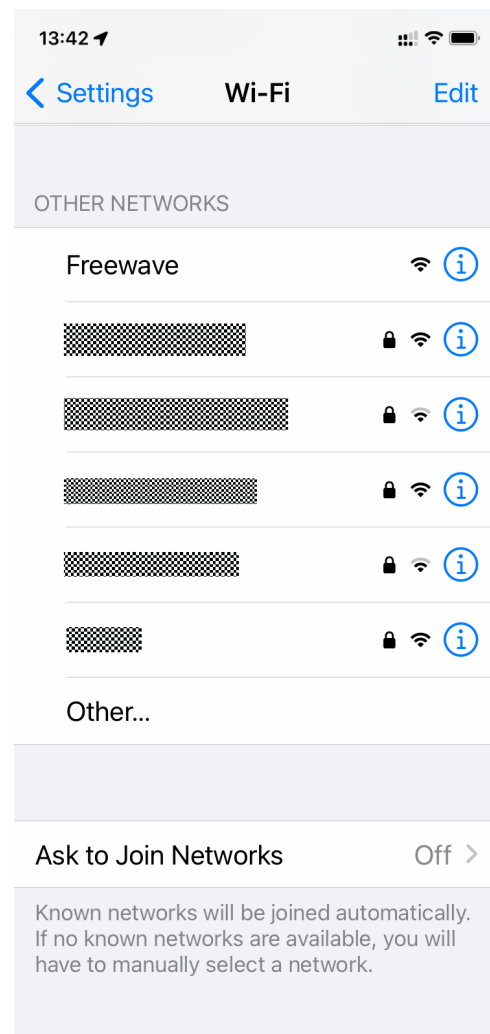 13:42
Settings
Wi-Fi
Edit
OTHER NETWORKS
Freewave
Other...
Ask to Join Networks
Off
Known networks will be joined automatically.
If no known networks are available, you will
have to manually select a network.